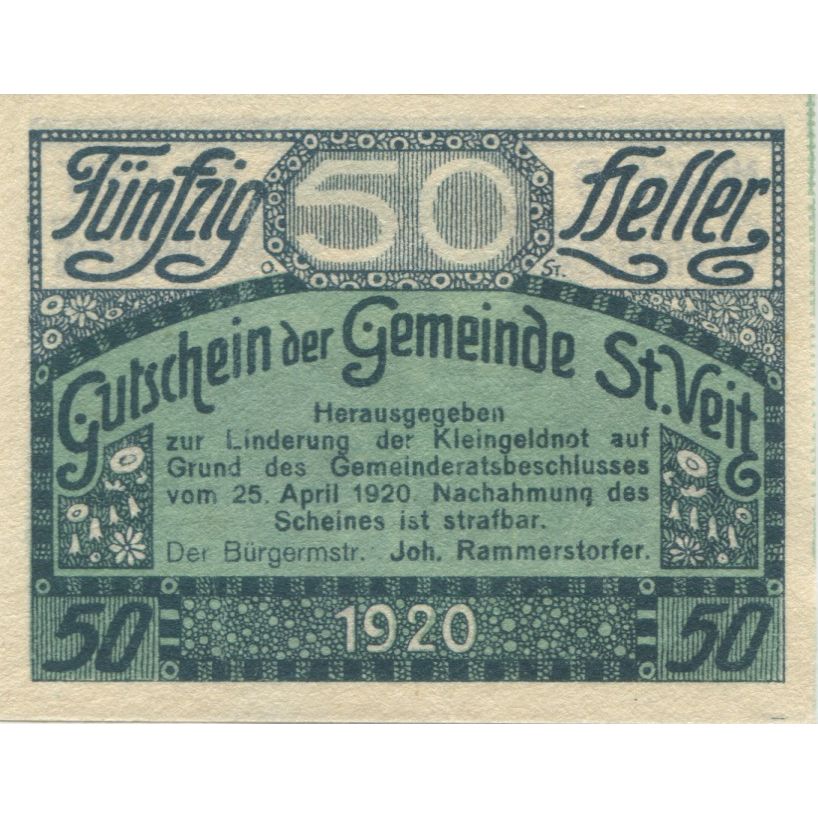 Fünfzig 50 Heller
ST.
Gutschein der Gemeinde St. Veit
Herausgegeben
zur Linderung der Kleingeldnot auf
Grund des Gemeinderatsbeschlusses
vom 25. April 1920. Nachahmung des
Scheines ist strafbar.
Der Bürgermstr.: Joh. Rammerstorfer.
50 1920 50